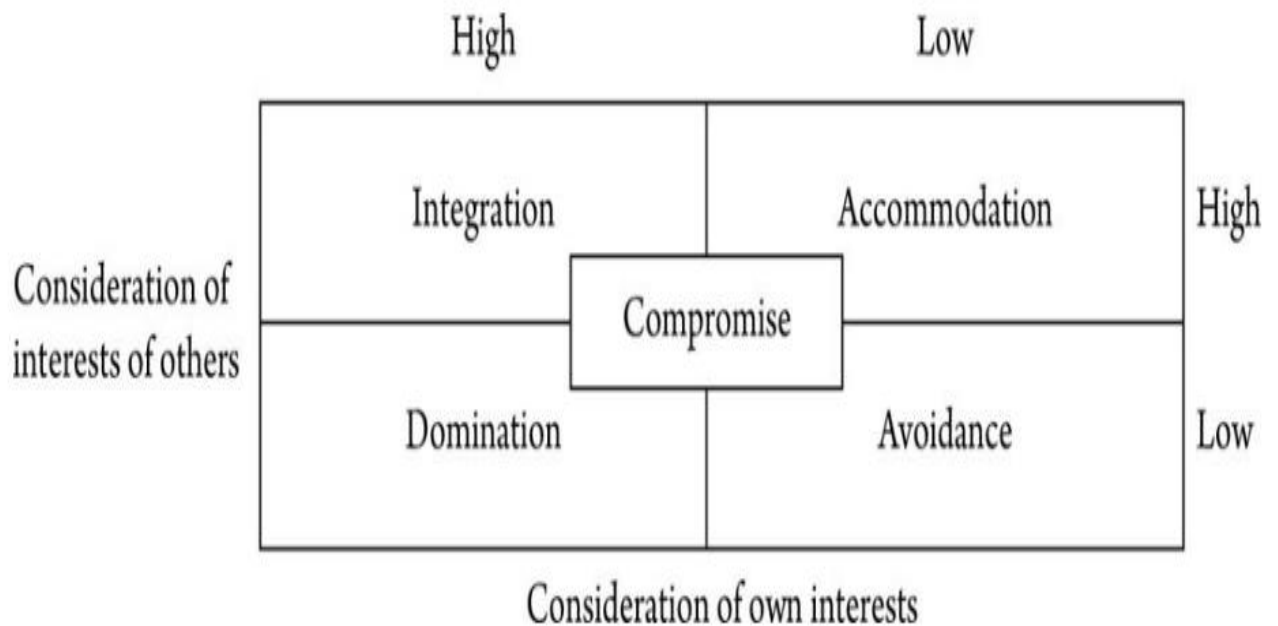 High Low
Integration Accommodation High
Consideration of
interests of others
Compromise
Domination Avoidance Low
Consideration of own interests